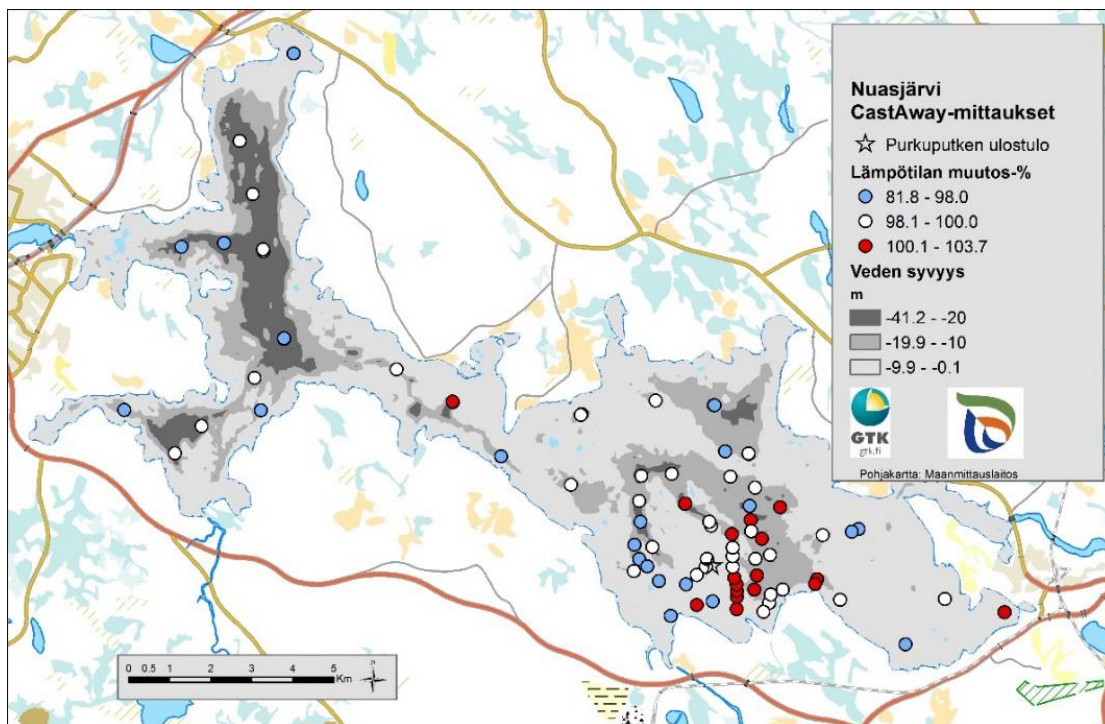 Nuasjärvi
CastAway-mittaukset
Purkuputken ulostulo
Lämpötilan muutos-%
81.8 - 98.0
98.1 - 100.0
100.1 - 103.7
Veden syvyys
m
-41.2 - -20
-19.9 - -10
-9.9 - -0.1
GTK
gtk.fi
Pohjakartta: Maanmittauslaitos
0 0.5 1 2 3 4 5
Km